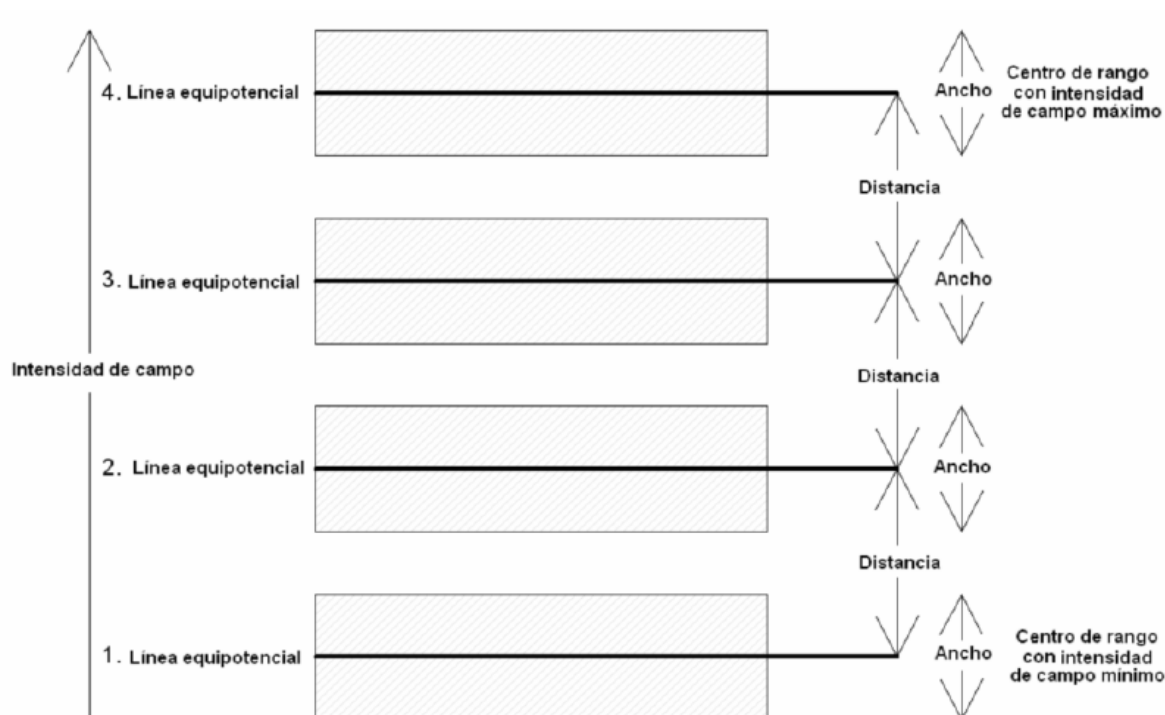 4. Línea equipotencial
Ancho
Centro de rango
con intensidad
de campo máximo
Distancia
3. Línea equipotencial
Ancho
Intensidad de campo
Distancia
2. Línea equipotencial
Ancho
Distancia
1. Línea equipotencial
Ancho
Centro de rango
con intensidad
de campo mínimo